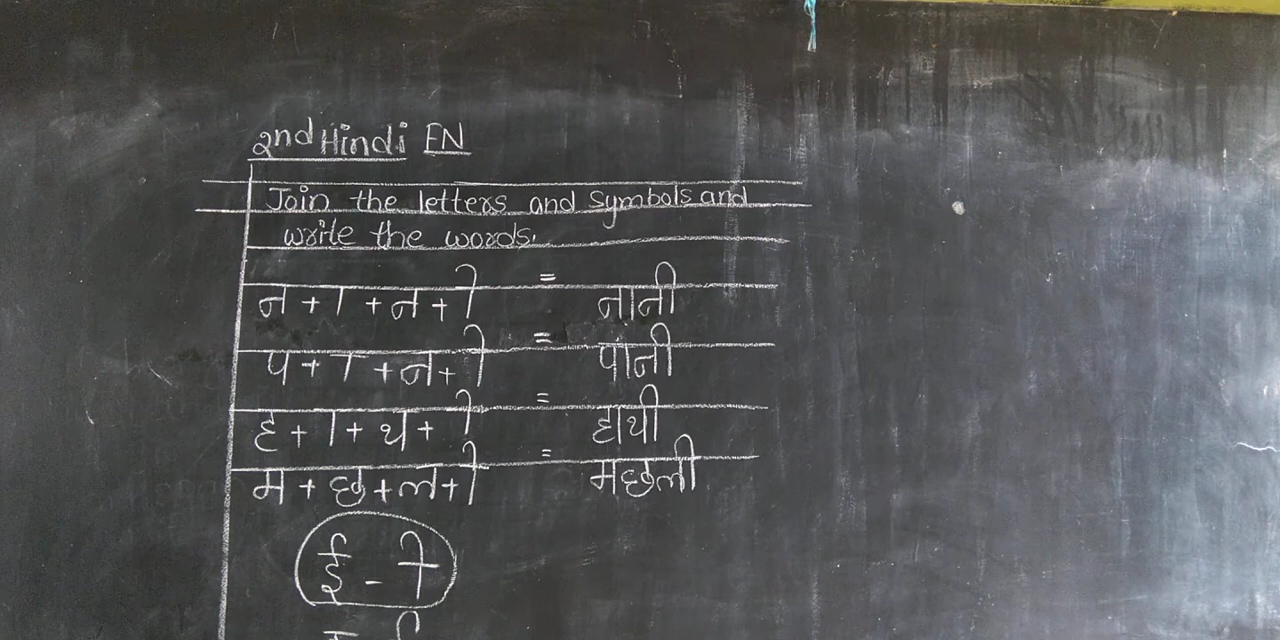 2nd Hindi FN
Join the letters and symbols and
write the words.
न + ा + न + ी = नानी
प + ा + न + ी = पानी
ह + ा + थ + ी = हाथी
म + छ + ल + ी = मछली
ई - ी